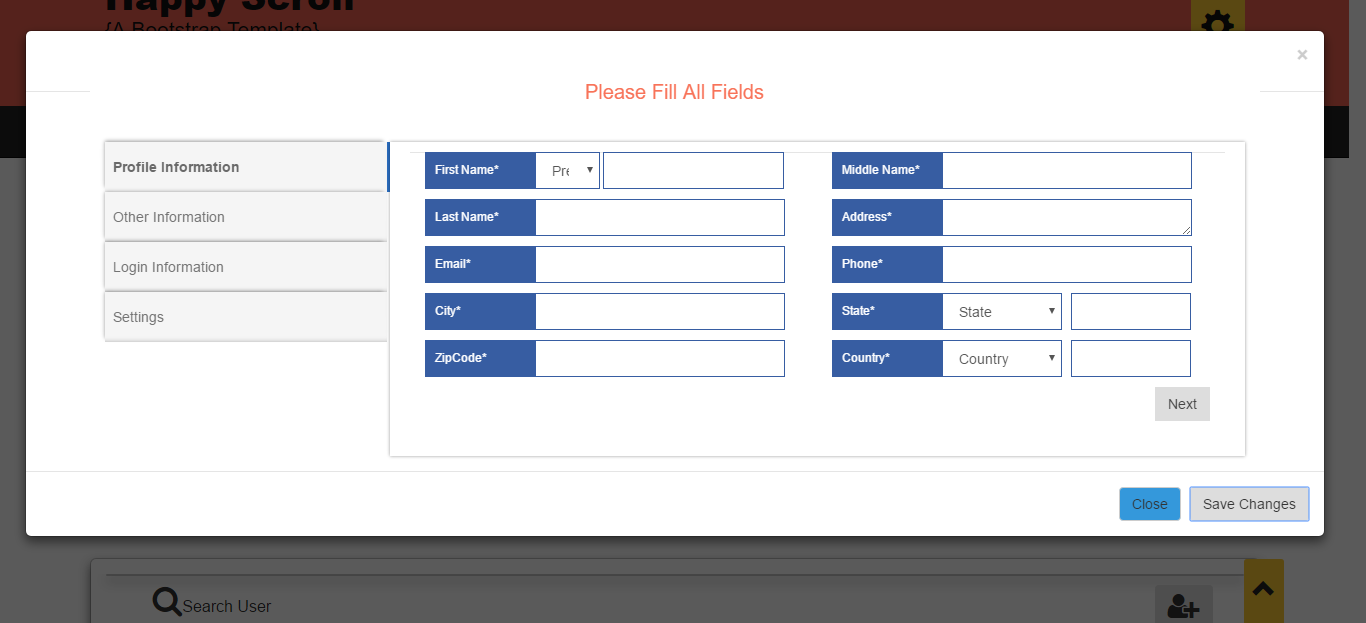 Happy Scroll
{A Bootstrap Template}
×
Please Fill All Fields
Profile Information
Other Information
Login Information
Settings
First Name* Pre
Middle Name*
Last Name*
Address*
Email*
Phone*
City*
State* State
ZipCode*
Country* Country
Next
Close Save Changes
Search User